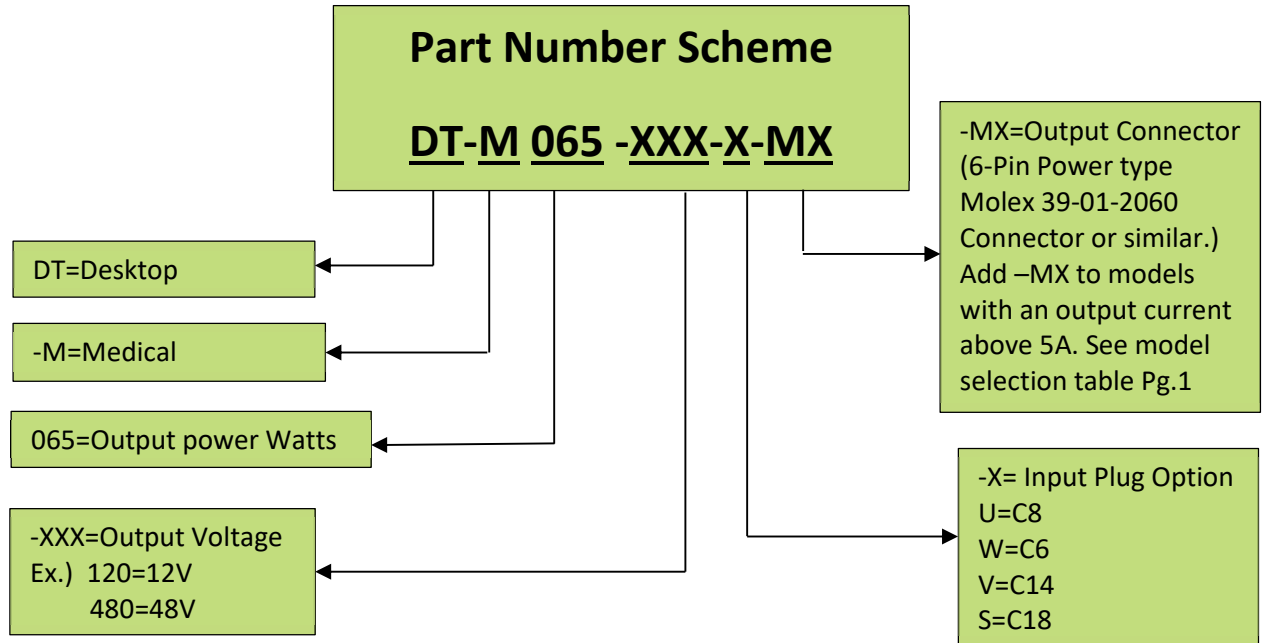 Part Number Scheme
DT-M 065 -XXX-X-MX
DT=Desktop
-M=Medical
065=Output power Watts
-XXX=Output Voltage
Ex.) 120=12V
480=48V
-MX=Output Connector
(6-Pin Power type
Molex 39-01-2060
Connector or similar.)
Add –MX to models
with an output current
above 5A. See model
selection table Pg.1
-X= Input Plug Option
U=C8
W=C6
V=C14
S=C18